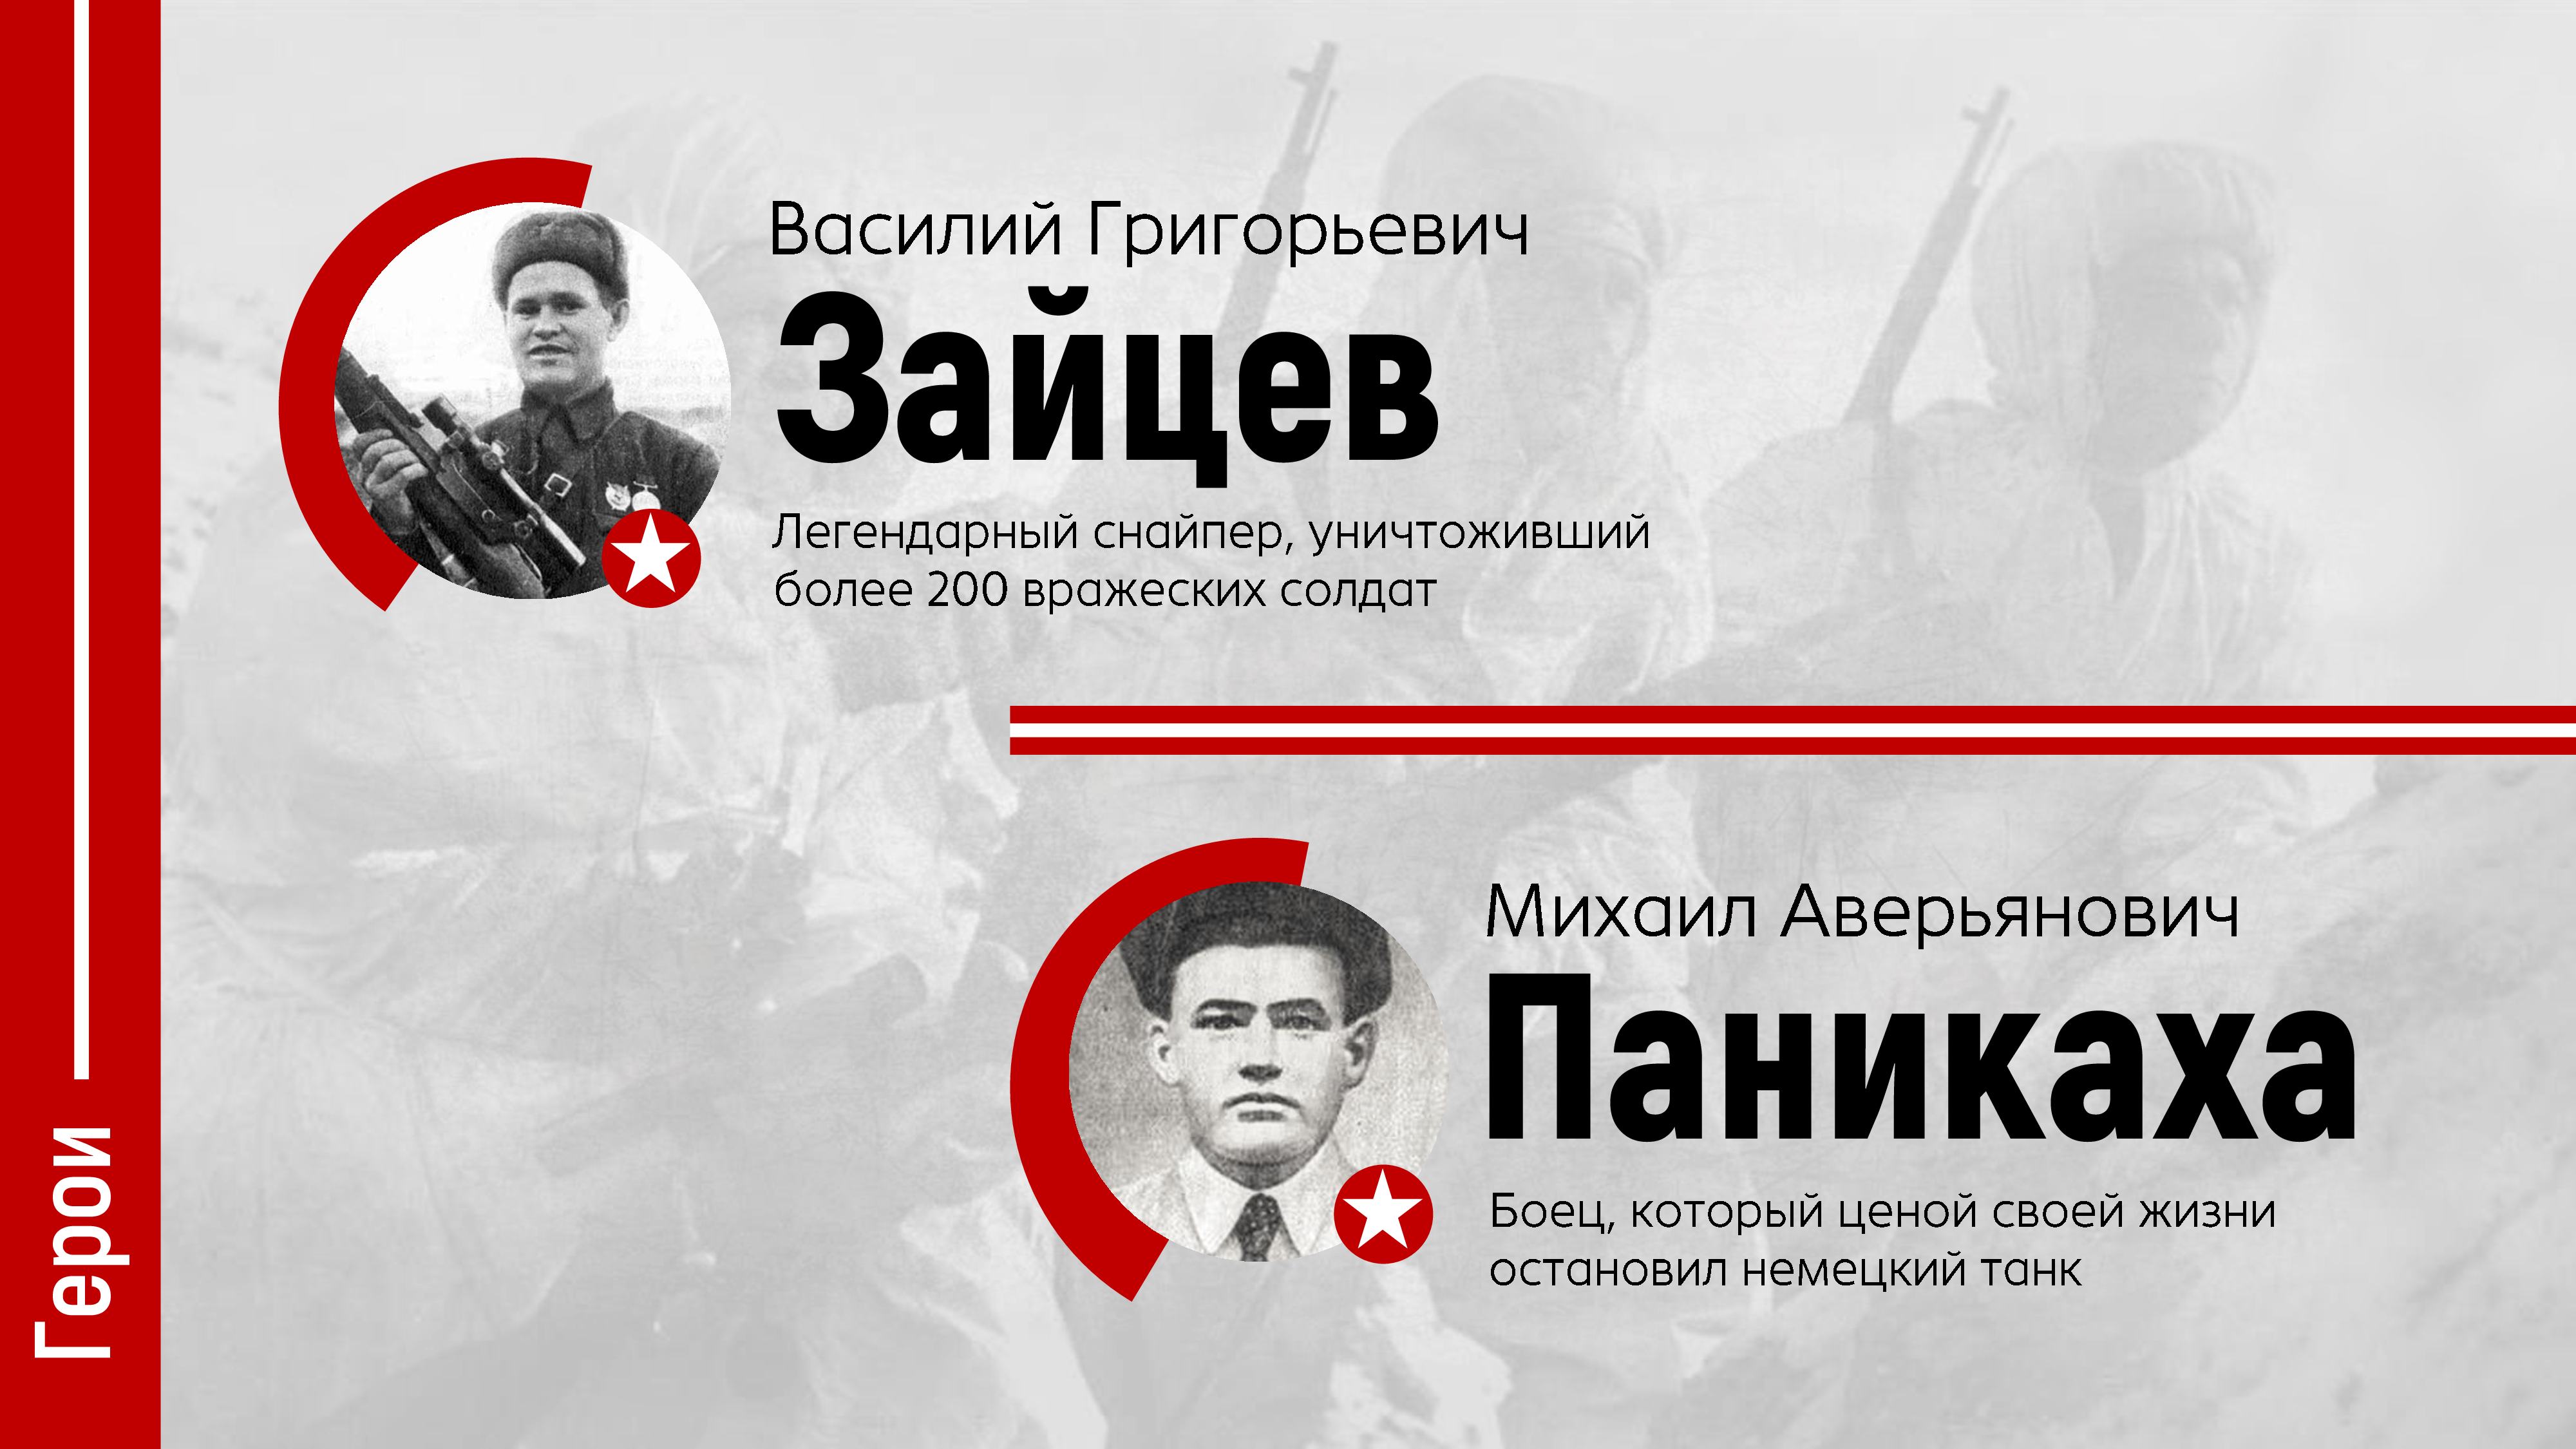 Герои
Василий Григорьевич
Зайцев
Легендарный снайпер, уничтоживший
более 200 вражеских солдат
Михаил Аверьянович
Паникаха
Боец, который ценой своей жизни
остановил немецкий танк